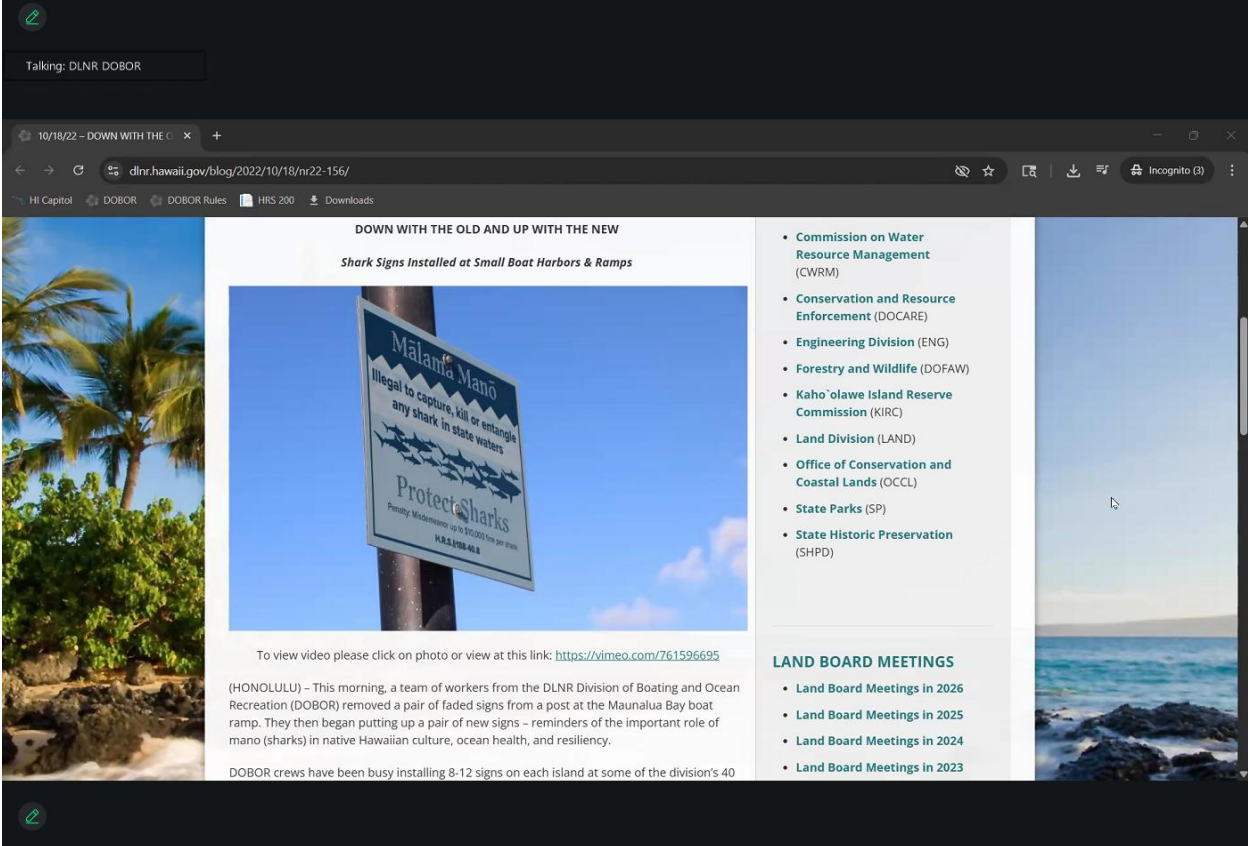 Talking: DLNR DOBOR
10/18/22 – DOWN WITH THE O
dlnr.hawaii.gov/blog/2022/10/18/nr22-156/
Incognito (3)
HI Capitol
DOBOR
DOBOR Rules
HRS 200
Downloads
DOWN WITH THE OLD AND UP WITH THE NEW
Shark Signs Installed at Small Boat Harbors & Ramps
Mālama Manō
Illegal to capture, kill or entangle
any shark in state waters
Protect Sharks
Penalty: Misdemeanor up to $10,000 fine per shark
H.R.S.§188-40.8
To view video please click on photo or view at this link: https://vimeo.com/761596695
(HONOLULU) – This morning, a team of workers from the DLNR Division of Boating and Ocean
Recreation (DOBOR) removed a pair of faded signs from a post at the Maunalua Bay boat
ramp. They then began putting up a pair of new signs – reminders of the important role of
mano (sharks) in native Hawaiian culture, ocean health, and resiliency.
DOBOR crews have been busy installing 8-12 signs on each island at some of the division's 40
• Commission on Water
Resource Management
(CWRM)
• Conservation and Resource
Enforcement (DOCARE)
• Engineering Division (ENG)
• Forestry and Wildlife (DOFAW)
• Kaho`olawe Island Reserve
Commission (KIRC)
• Land Division (LAND)
• Office of Conservation and
Coastal Lands (OCCL)
• State Parks (SP)
• State Historic Preservation
(SHPD)
LAND BOARD MEETINGS
• Land Board Meetings in 2026
• Land Board Meetings in 2025
• Land Board Meetings in 2024
• Land Board Meetings in 2023